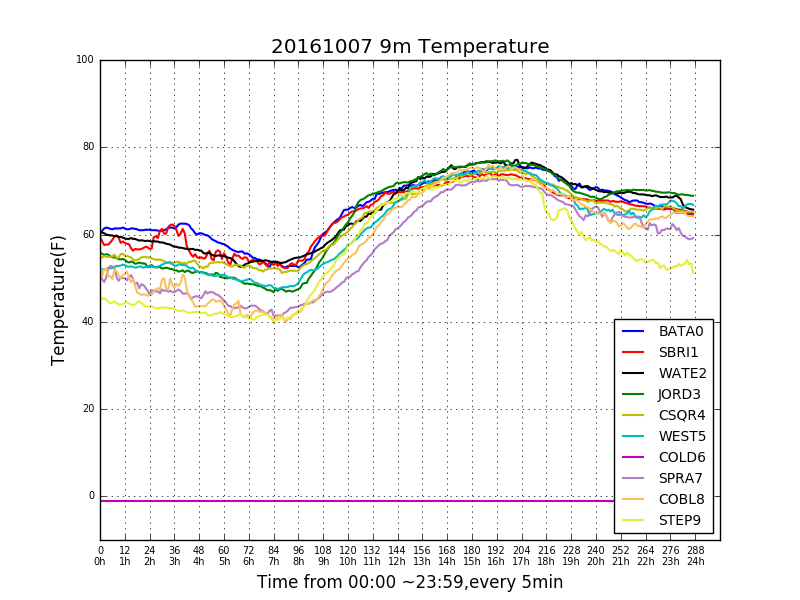 20161007 9m Temperature
Temperature(F)
100
80
60
40
20
0
BATA0
SBRI1
WATE2
JORD3
CSQR4
WEST5
COLD6
SPRA7
COBL8
STEP9
0 12 24 36 48 60 72 84 96 108 120 132 144 156 168 180 192 204 216 228 240 252 264 276 288
0h 1h 2h 3h 4h 5h 6h 7h 8h 9h 10h 11h 12h 13h 14h 15h 16h 17h 18h 19h 20h 21h 22h 23h 24h
Time from 00:00 ~23:59,every 5min